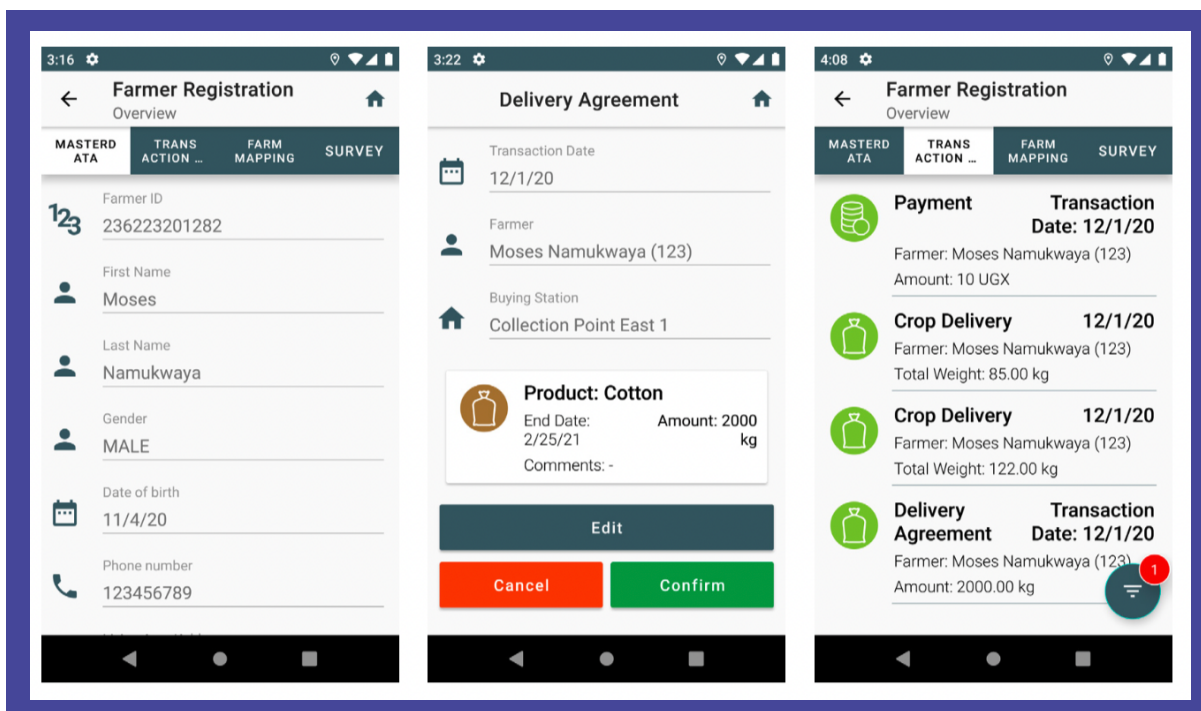 3:16
Farmer Registration
Overview
MASTERD
ATA
TRANS
ACTION ...
FARM
MAPPING
SURVEY
123
Farmer ID
236223201282
First Name
Moses
Last Name
Namukwaya
Gender
MALE
Date of birth
11/4/20
Phone number
123456789
3:22
Delivery Agreement
Transaction Date
12/1/20
Farmer
Moses Namukwaya (123)
Buying Station
Collection Point East 1
Product: Cotton
End Date:
2/25/21
Amount: 2000
kg
Comments: -
Edit
Cancel
Confirm
4:08
Farmer Registration
Overview
MASTERD
ATA
TRANS
ACTION ...
FARM
MAPPING
SURVEY
Payment
Transaction
Date: 12/1/20
Farmer: Moses Namukwaya (123)
Amount: 10 UGX
Crop Delivery 12/1/20
Farmer: Moses Namukwaya (123)
Total Weight: 85.00 kg
Crop Delivery 12/1/20
Farmer: Moses Namukwaya (123)
Total Weight: 122.00 kg
Delivery
Agreement
Transaction
Date: 12/1/20
Farmer: Moses Namukwaya (123)
Amount: 2000.00 kg
1